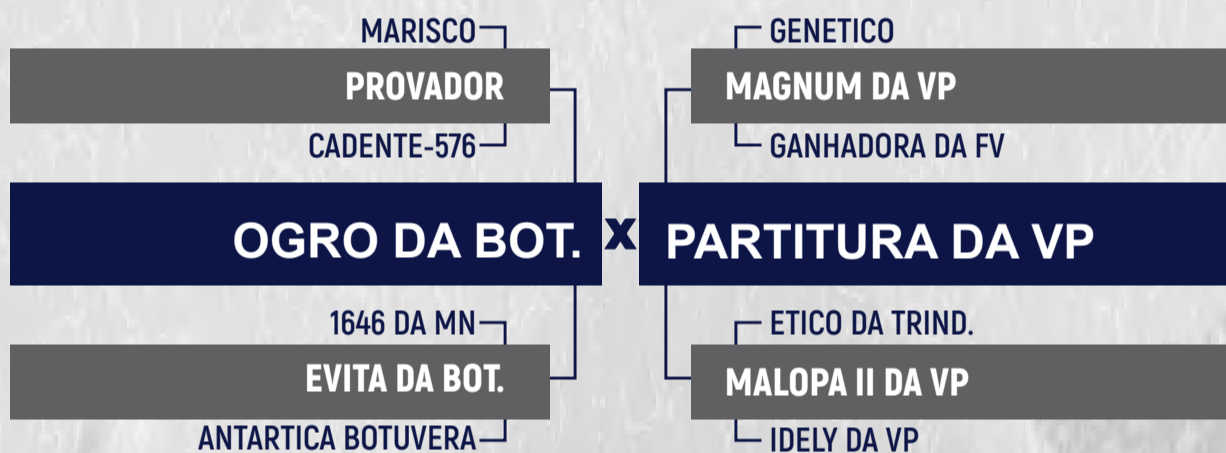 MARISCO
PROVADOR
CADENTE-576
OGRO DA BOT.
1646 DA MN
EVITA DA BOT.
ANTARTICA BOTUVERA
X
GENETICO
MAGNUM DA VP
GANHADORA DA FV
PARTITURA DA VP
ETICO DA TRIND.
MALOPA II DA VP
IDELY DA VP